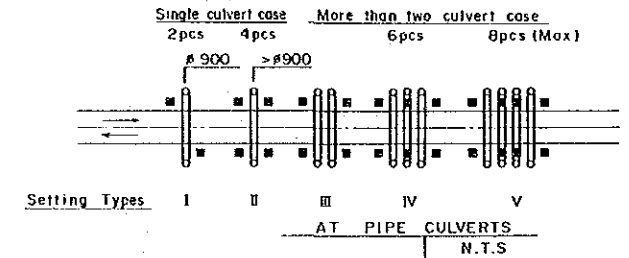 Single culvert case More than two culvert case
2pcs 4pcs 6pcs 8pcs (Max)
ø 900 >ø900
Setting Types I II III IV V
AT PIPE CULVERTS
N.T.S